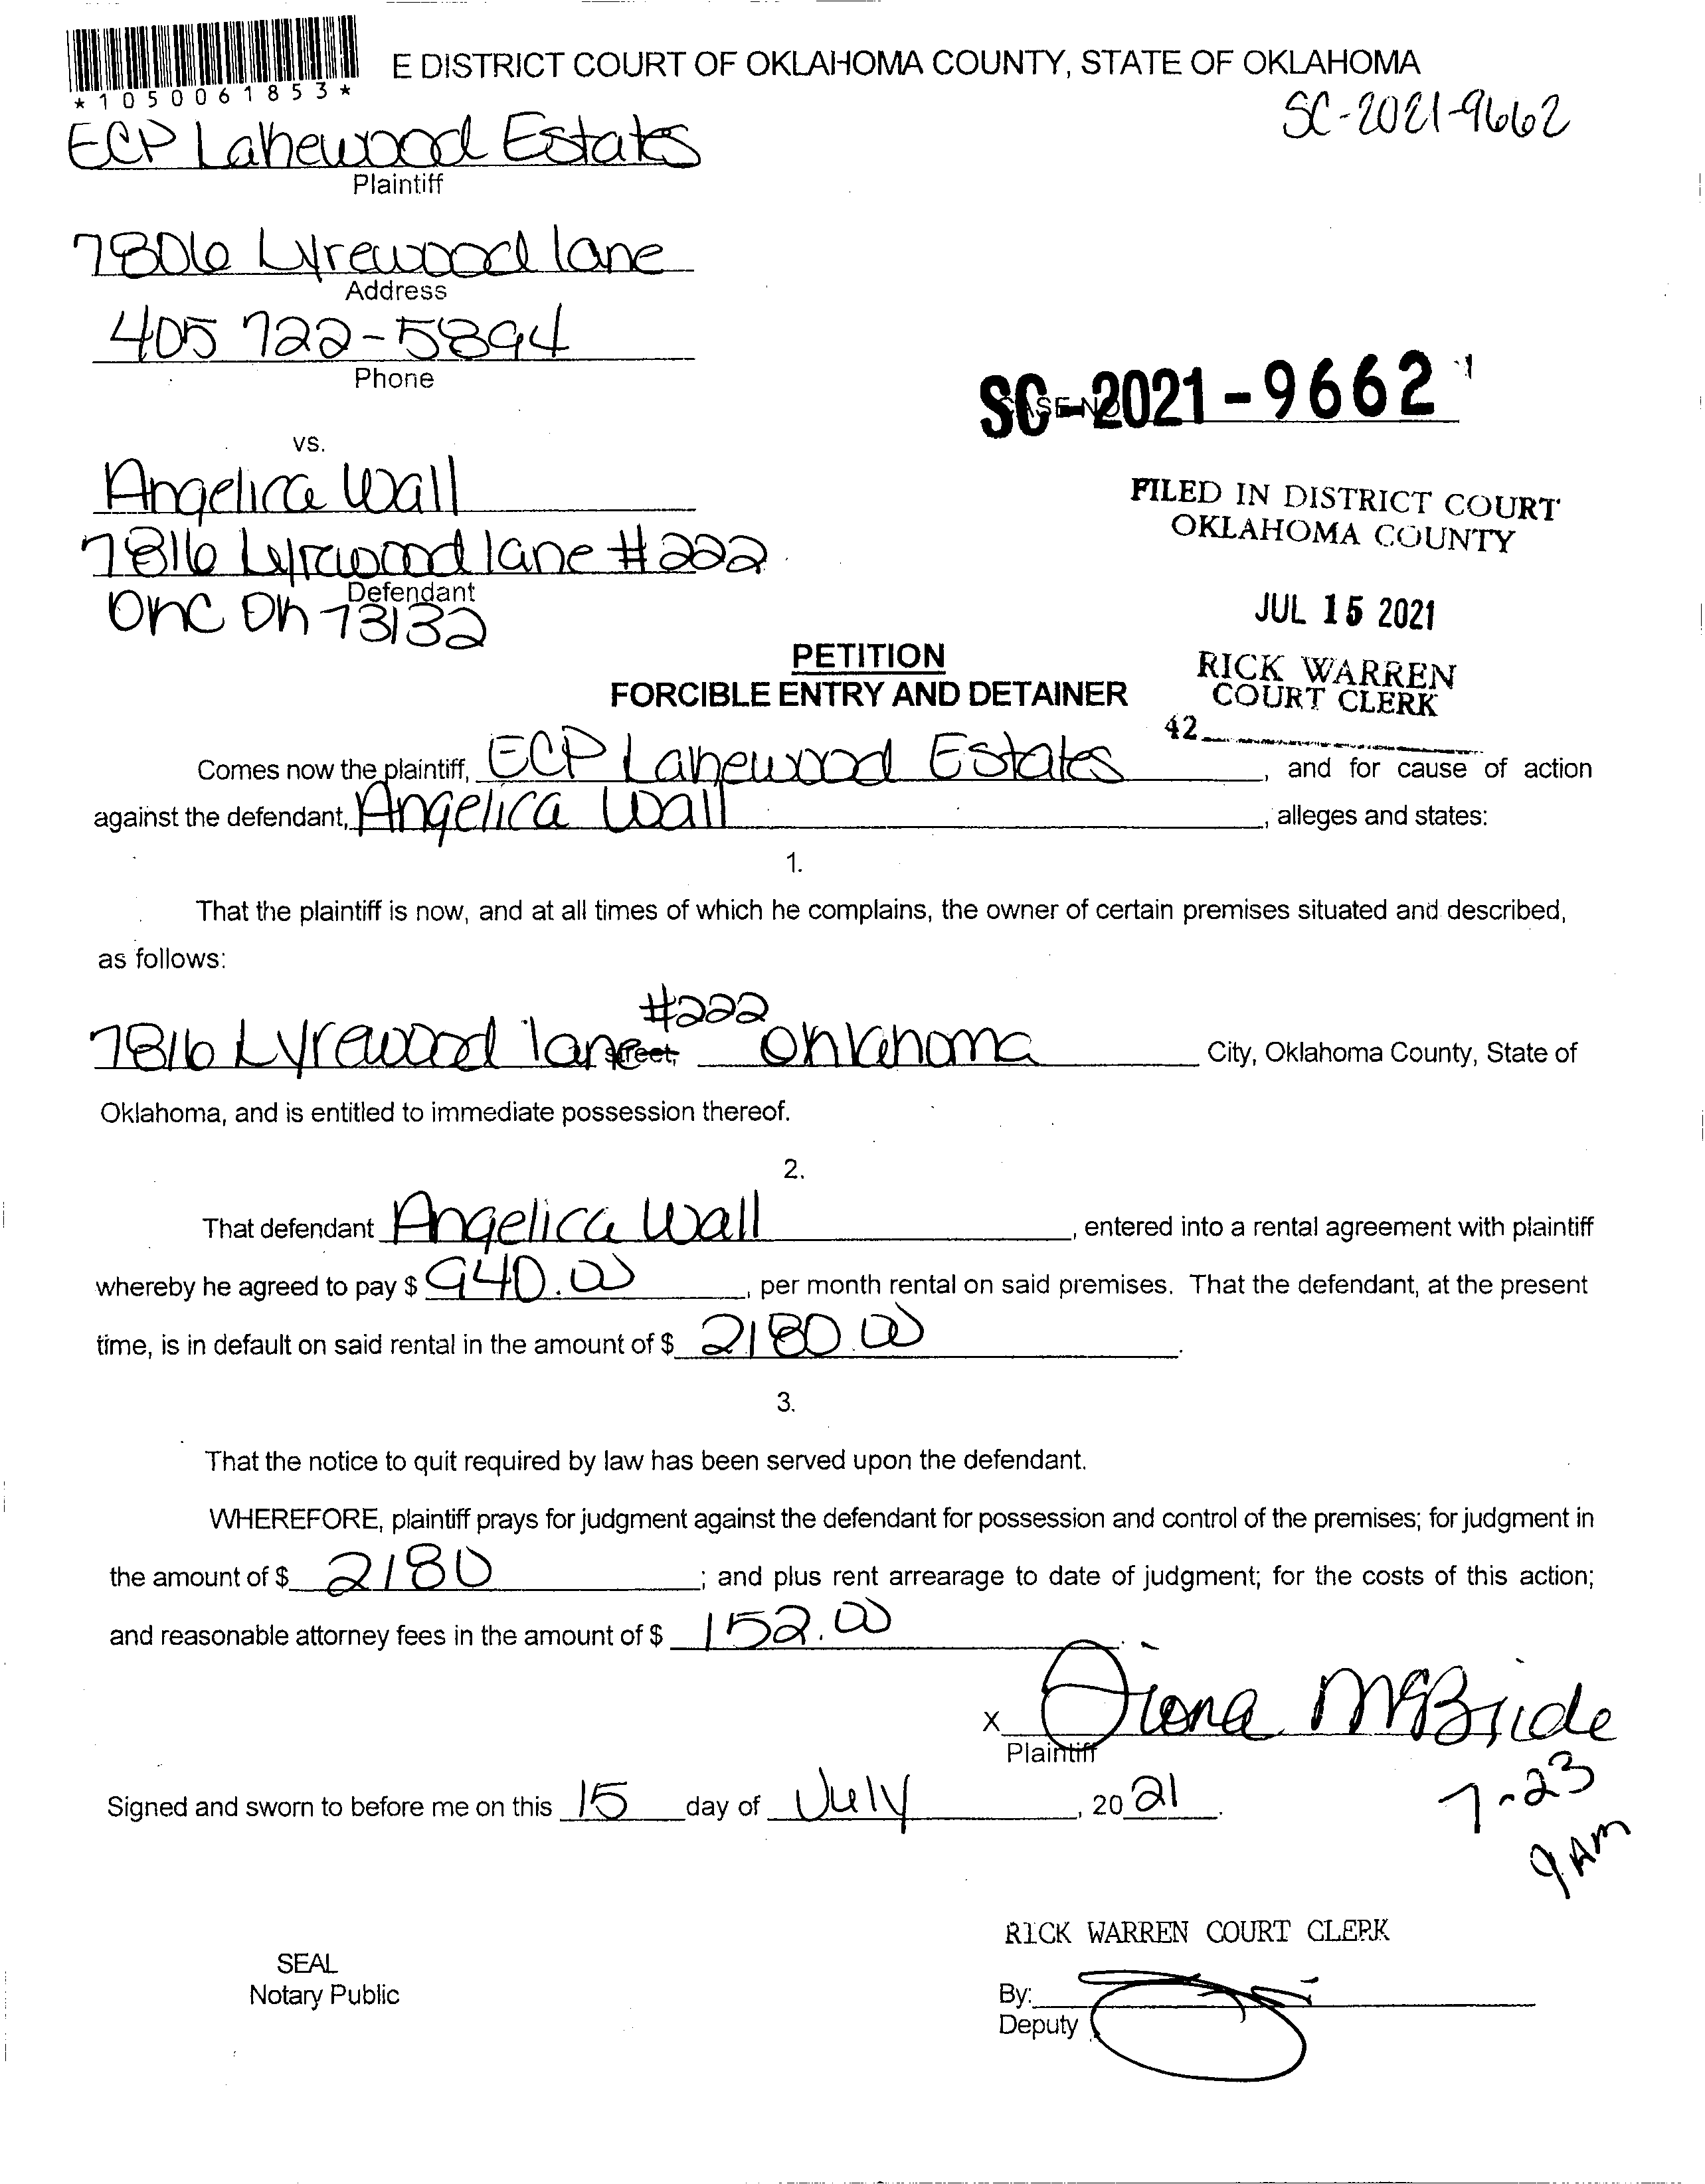 *1050061853*
E DISTRICT COURT OF OKLAHOMA COUNTY, STATE OF OKLAHOMA
SC-2021-9662
ECP Lakewood Estates
Plaintiff
7806 Lyrewood lane
Address
405 722-5894
Phone
SC-2021-9662
CASE NO
vs.
Angelica Wall
7816 Lyrewood lane #222
Defendant
OKC Ok 73132
FILED IN DISTRICT COURT
OKLAHOMA COUNTY
JUL 15 2021
RICK WARREN
COURT CLERK
42
PETITION
FORCIBLE ENTRY AND DETAINER
Comes now the plaintiff, ECP Lakewood Estates, and for cause of action
against the defendant, Angelica Wall, alleges and states:
1.
That the plaintiff is now, and at all times of which he complains, the owner of certain premises situated and described,
as follows:
7816 Lyrewood lane street, #222 Oklahoma City, Oklahoma County, State of
Oklahoma, and is entitled to immediate possession thereof.
2.
That defendant Angelica Wall, entered into a rental agreement with plaintiff
whereby he agreed to pay $ 940.00, per month rental on said premises. That the defendant, at the present
time, is in default on said rental in the amount of $ 2180.00.
3.
That the notice to quit required by law has been served upon the defendant.
WHEREFORE, plaintiff prays for judgment against the defendant for possession and control of the premises; for judgment in
the amount of $ 2180; and plus rent arrearage to date of judgment; for the costs of this action;
and reasonable attorney fees in the amount of $ 152.00
x Diona McBride
Plaintiff
Signed and sworn to before me on this 15 day of July, 2021.
7-23
9 AM
RICK WARREN COURT CLERK
SEAL
Notary Public
By:
Deputy